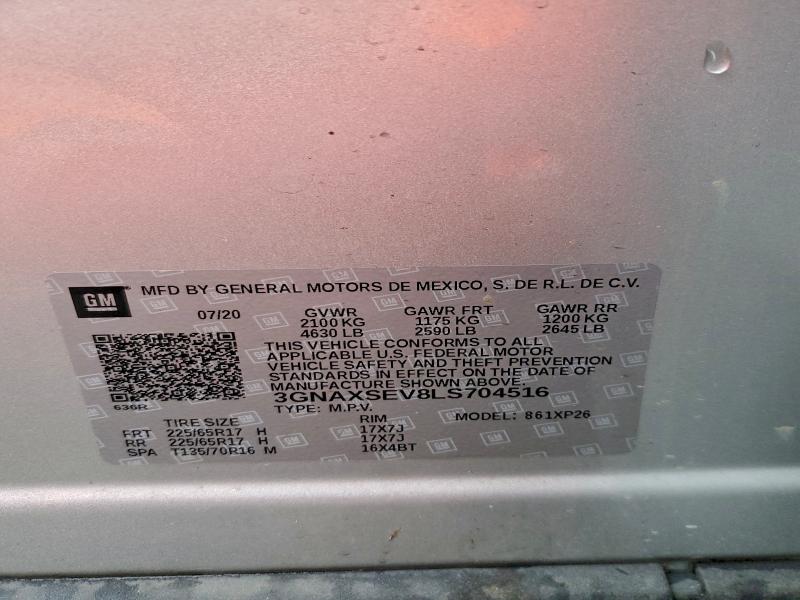 GM MFD BY GENERAL MOTORS DE MEXICO, S. DE R.L. DE C.V.
07/20 GVWR GAWR FRT GAWR RR
2100 KG 1175 KG 1200 KG
4630 LB 2590 LB 2645 LB
THIS VEHICLE CONFORMS TO ALL
APPLICABLE U.S. FEDERAL MOTOR
VEHICLE SAFETY AND THEFT PREVENTION
STANDARDS IN EFFECT ON THE DATE OF
MANUFACTURE SHOWN ABOVE.
3GNAXSEV8LS704516
636R TYPE: M.P.V. MODEL: 861XP26
TIRE SIZE RIM
FRT 225/65R17 H 17X7J
RR 225/65R17 H 17X7J
SPA T135/70R16 M 16X4BT